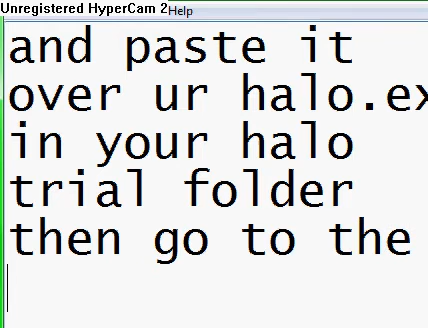 Unregistered HyperCam 2
Help
and paste it
over ur halo.ex
in your halo
trial folder
then go to the